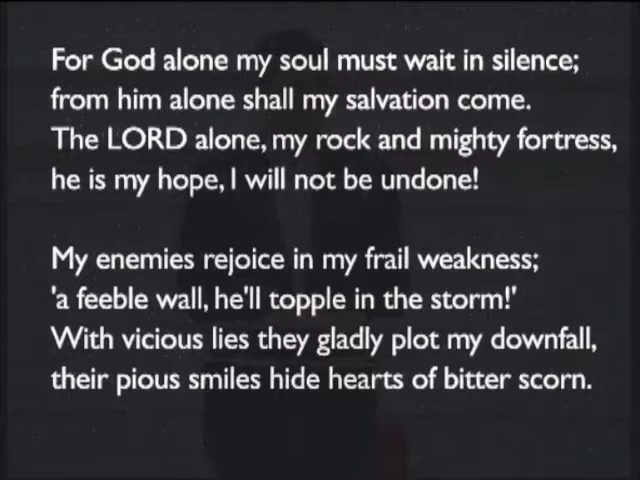 For God alone my soul must wait in silence;
from him alone shall my salvation come.
The LORD alone, my rock and mighty fortress,
he is my hope, I will not be undone!
My enemies rejoice in my frail weakness;
'a feeble wall, he'll topple in the storm!'
With vicious lies they gladly plot my downfall,
their pious smiles hide hearts of bitter scorn.